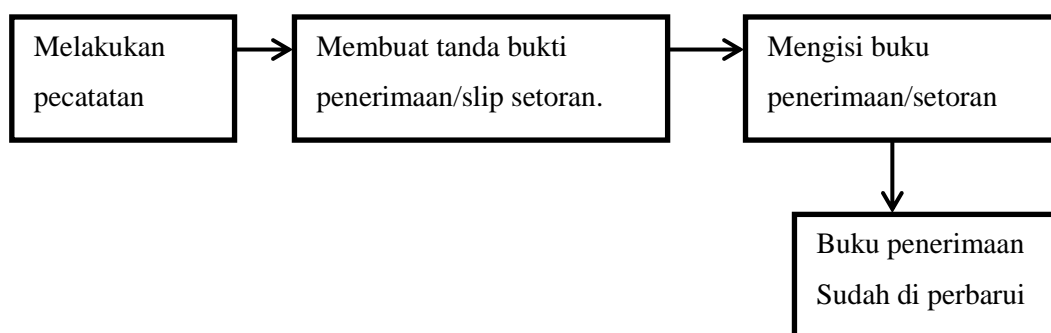 Melakukan
pecatatan
Membuat tanda bukti
penerimaan/slip setoran.
Mengisi buku
penerimaan/setoran
Buku penerimaan
Sudah di perbarui